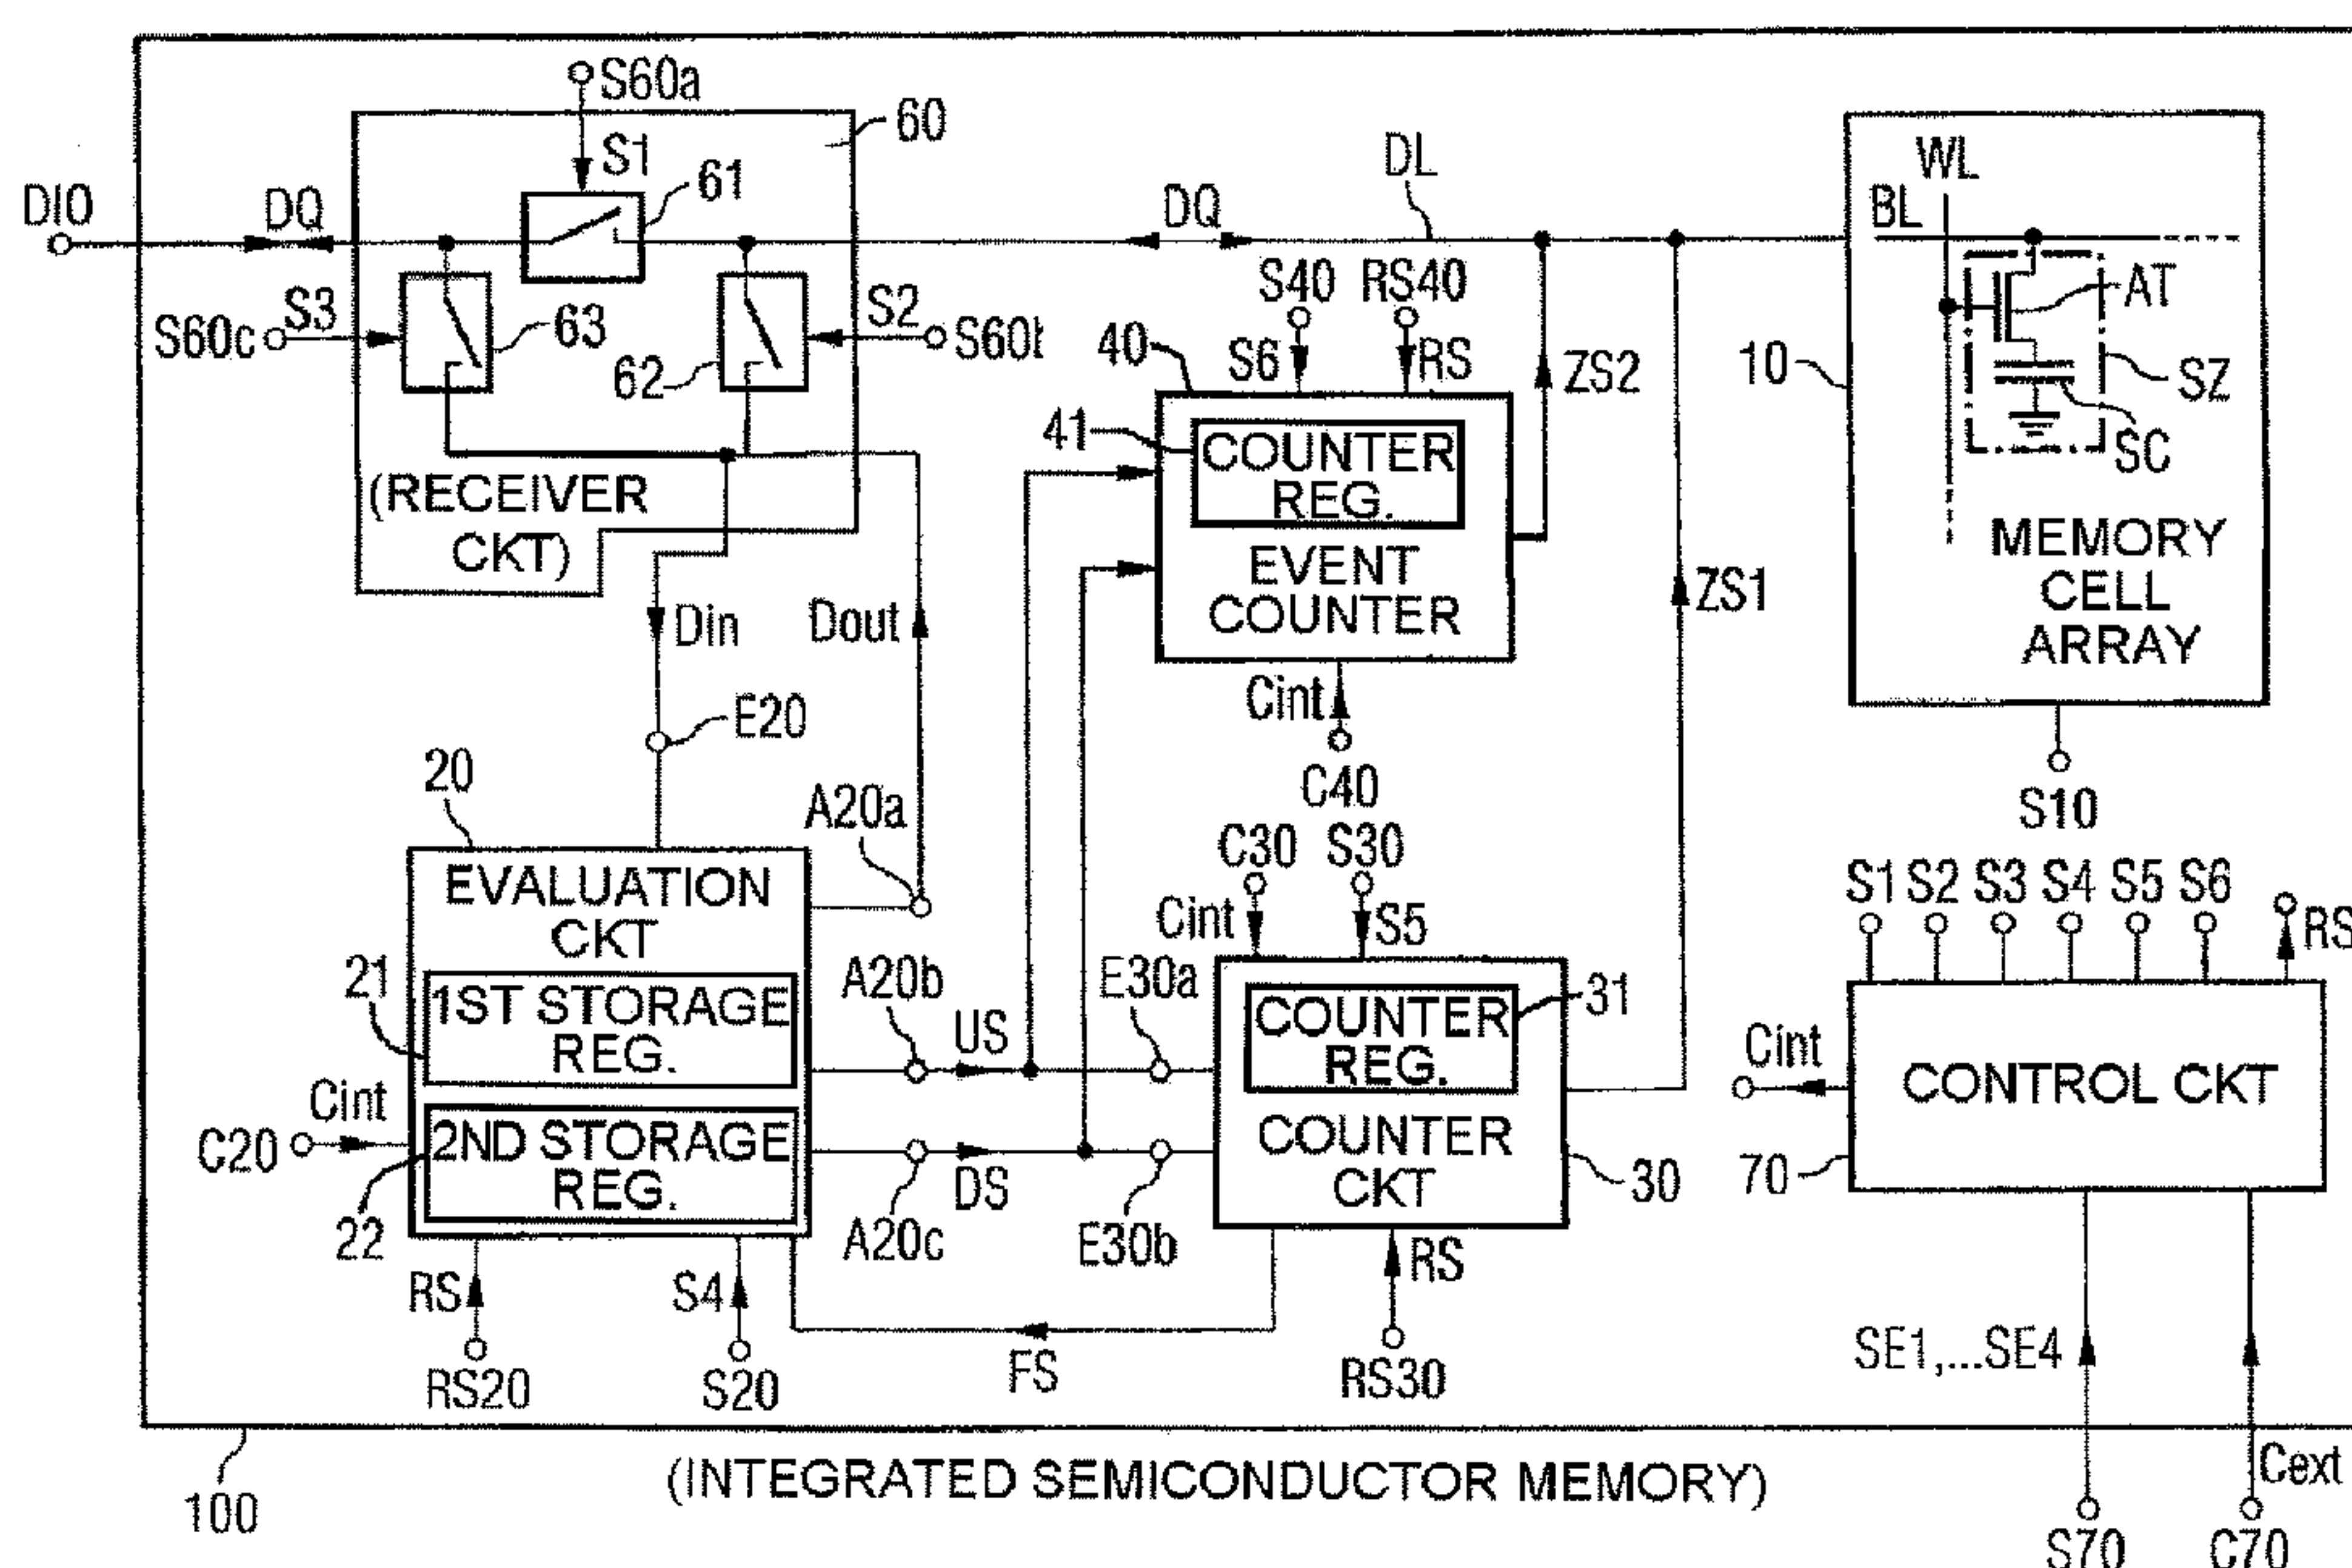 S60a
60
S1
61
DIO
DQ
DQ
DL
WL
BL
S3
S60c
63
62
S2
S60b
S40
RS40
40
S6
RS
ZS2
10
AT
SZ
SC
41
COUNTER
REG.
EVENT
COUNTER
(RECEIVER
CKT)
MEMORY
CELL
ARRAY
ZS1
Din
Dout
Cint
C40
E20
20
A20a
S10
C30
S30
Cint
S5
EVALUATION
CKT
S1 S2 S3 S4 S5 S6
RS
21
1ST STORAGE
REG.
A20b
US
E30a
COUNTER
REG.
31
Cint
CONTROL CKT
Cint
C20
2ND STORAGE
REG.
22
A20c
DS
E30b
COUNTER
CKT
30
70
RS
S4
RS
RS20
S20
FS
RS30
SE1,...SE4
Cext
100
(INTEGRATED SEMICONDUCTOR MEMORY)
S70
C70